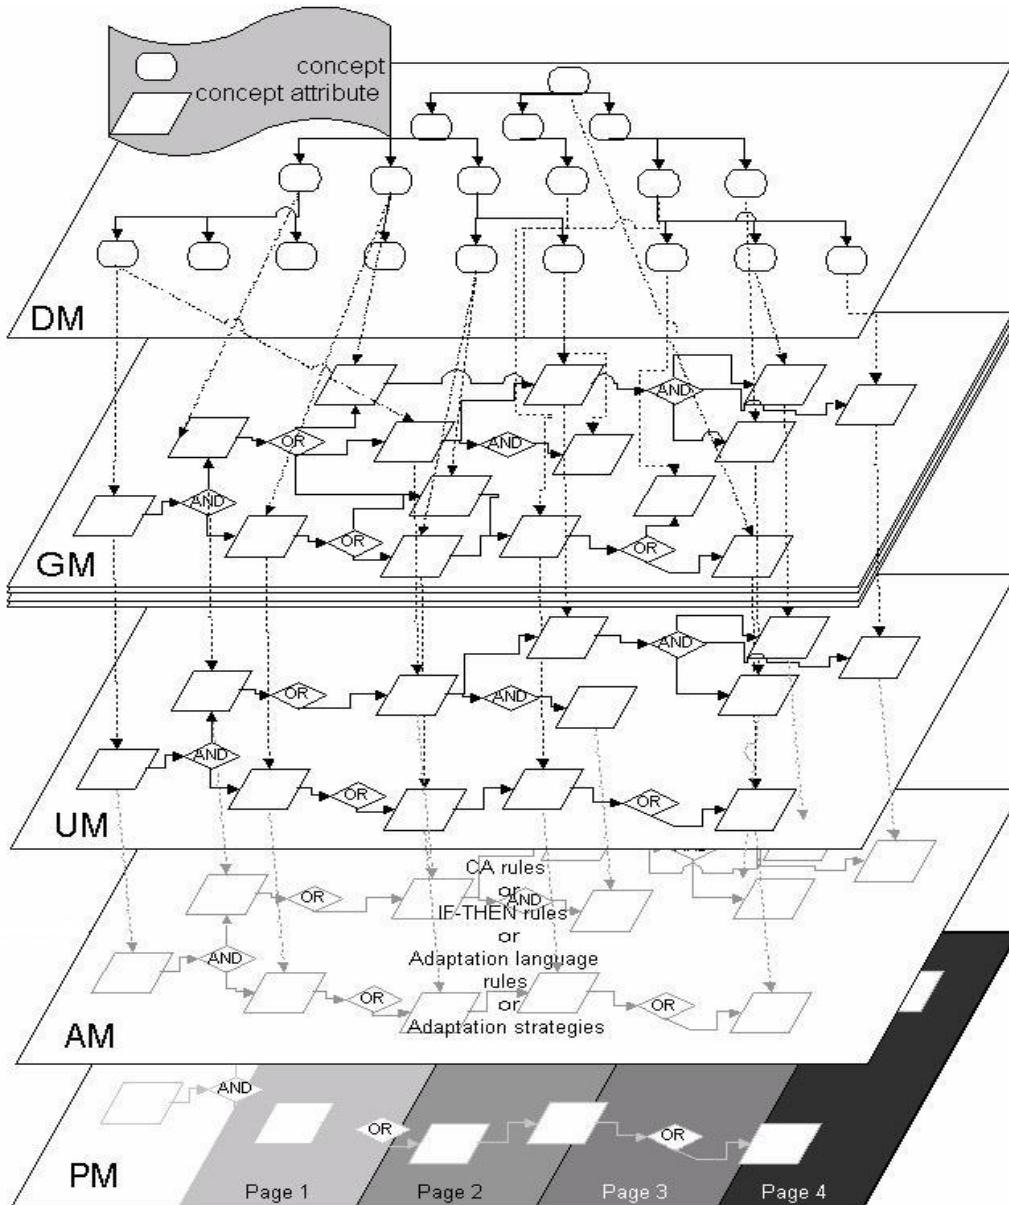 concept
concept attribute
DM
AND
OR
AND
AND
OR
OR
GM
AND
OR
AND
AND
OR
OR
UM
CA rules
or
OR
AND
IF-THEN rules
or
AND
Adaptation language
rules
OR
or
OR
Adaptation strategies
AM
AND
OR
OR
PM
Page 1
Page 2
Page 3
Page 4